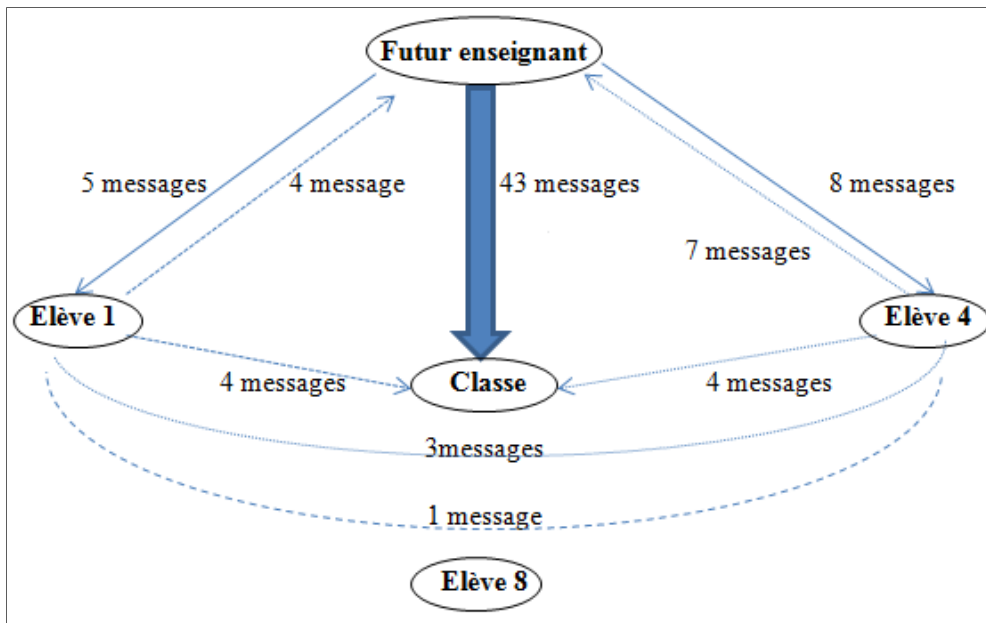 Futur enseignant
5 messages
4 message
43 messages
8 messages
7 messages
Elève 1
Elève 4
4 messages
Classe
4 messages
3messages
1 message
Elève 8